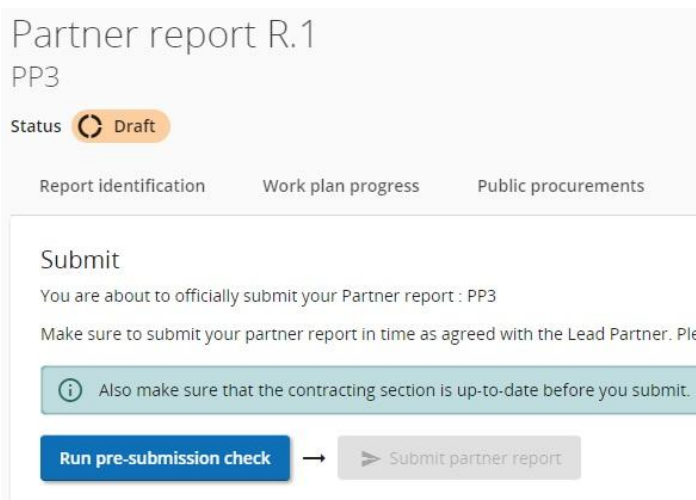 Partner report R.1
PP3
Status Draft
Report identification Work plan progress Public procurements
Submit
You are about to officially submit your Partner report : PP3
Make sure to submit your partner report in time as agreed with the Lead Partner. Ple
Also make sure that the contracting section is up-to-date before you submit.
Run pre-submission check → Submit partner report